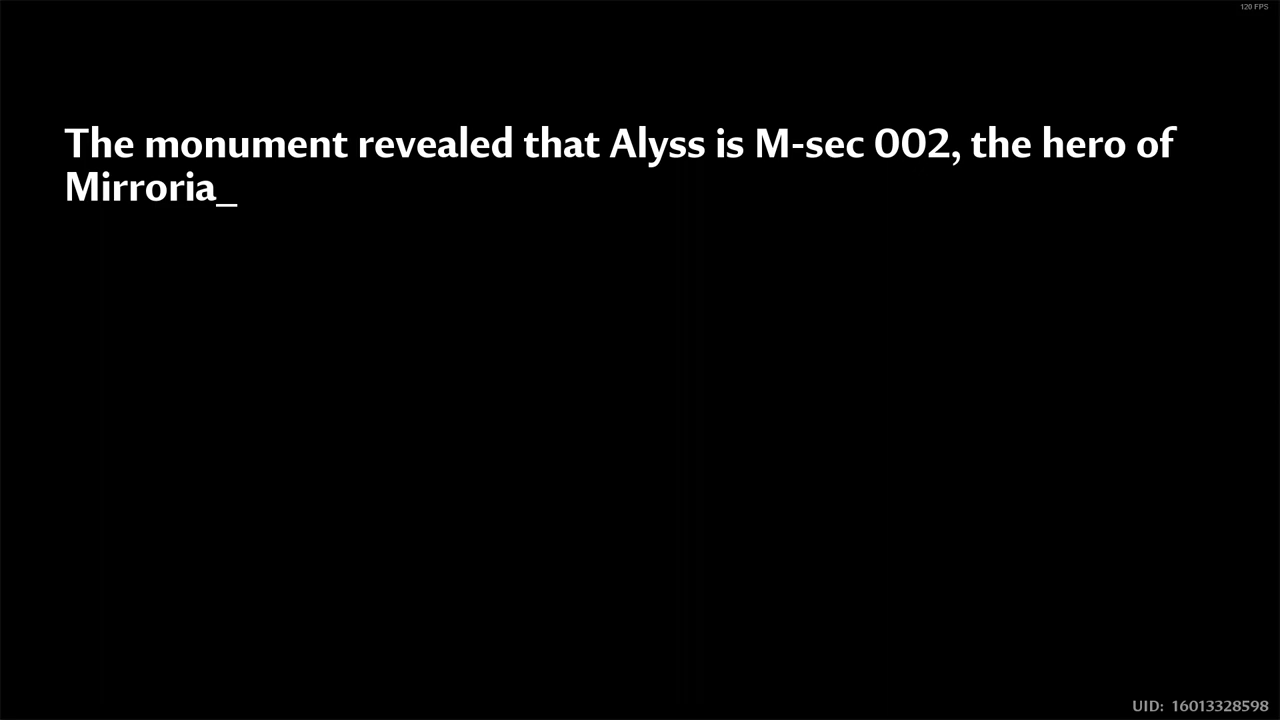 120 FPS
The monument revealed that Alyss is M-sec 002, the hero of
Mirroria_
UID: 16013328598